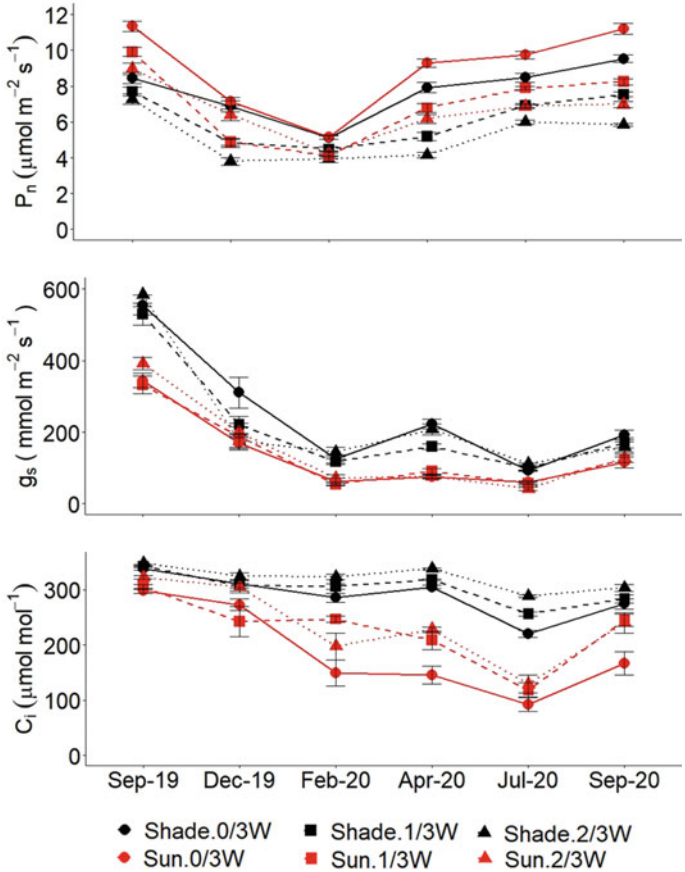 12
10
8
6
4
2
0
Pₙ (μmol m⁻² s⁻¹)
600
400
200
0
gₛ ( mmol m⁻² s⁻¹)
300
200
100
0
Cᵢ (μmol mol⁻¹)
Sep-19 Dec-19 Feb-20 Apr-20 Jul-20 Sep-20
Shade.0/3W Shade.1/3W Shade.2/3W
Sun.0/3W Sun.1/3W Sun.2/3W